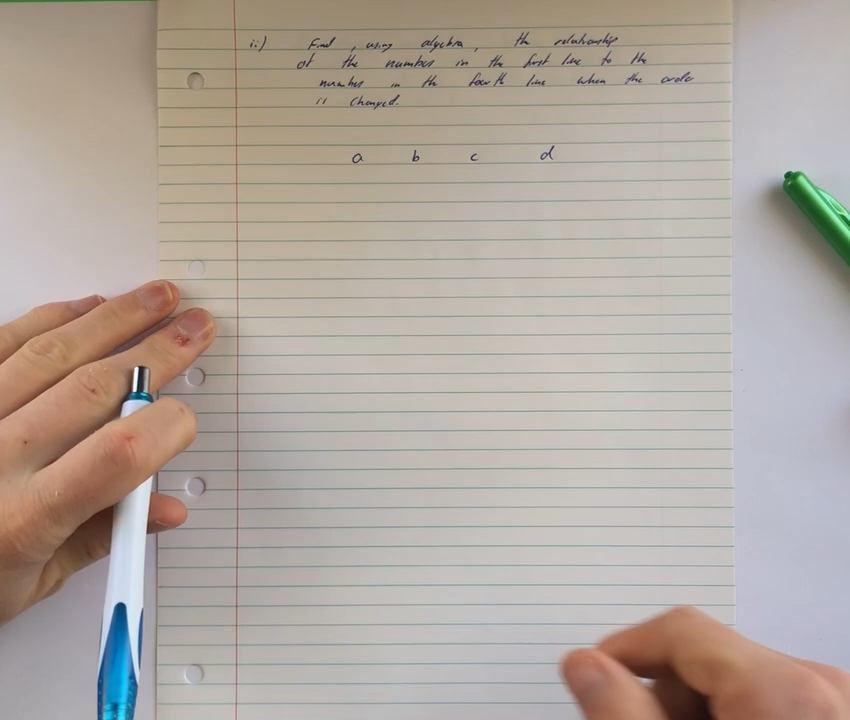 ii) Find, using algebra, the relationship
of the number in the first line to the
number in the fourth line when the order
is changed.
a b c d